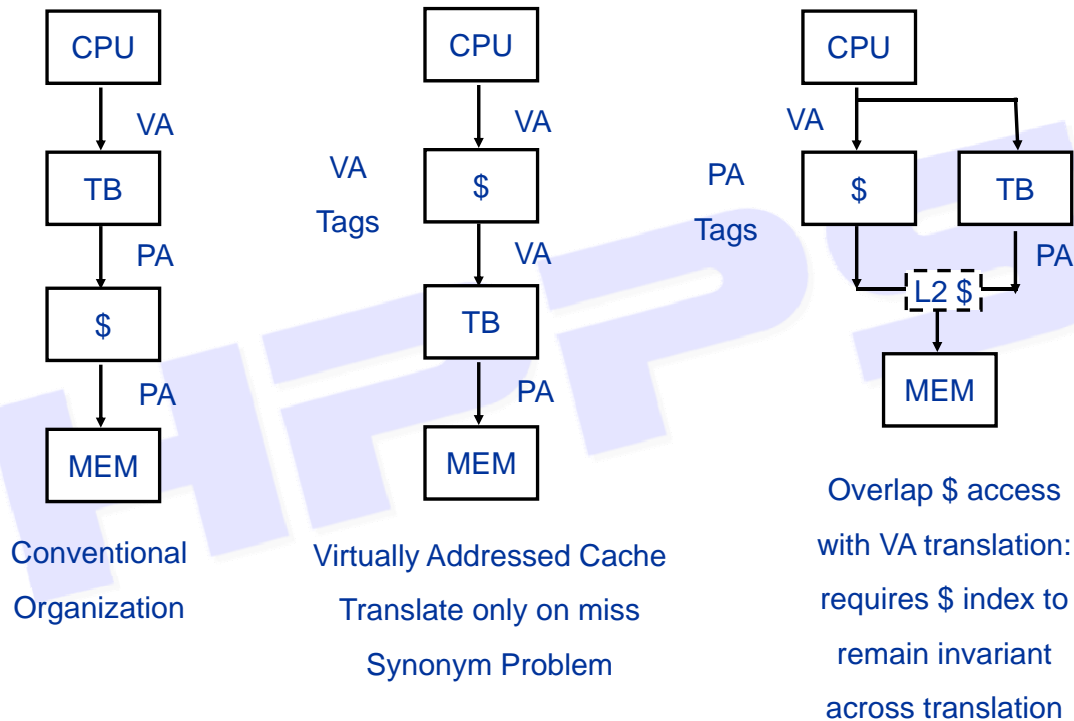 CPU
VA
TB
PA
$
PA
MEM
Conventional
Organization
CPU
VA
VA
Tags
$
VA
TB
PA
MEM
Virtually Addressed Cache
Translate only on miss
Synonym Problem
CPU
VA
PA
Tags
$
TB
PA
L2 $
MEM
Overlap $ access
with VA translation:
requires $ index to
remain invariant
across translation
HPPS